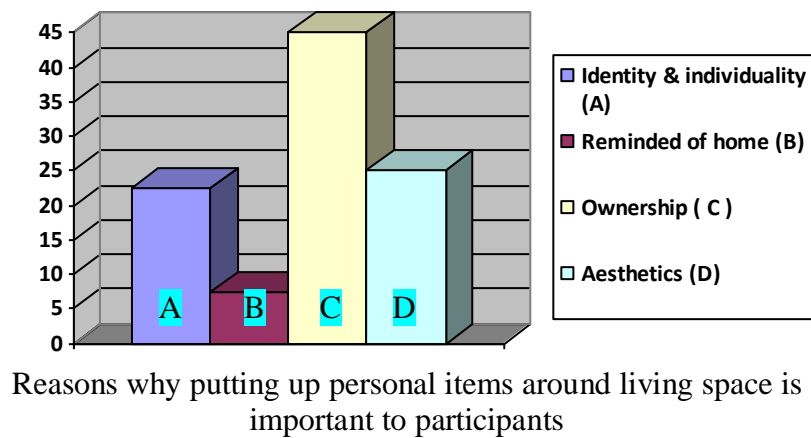 45
40
35
30
25
20
15
10
5
0
A
B
C
D
Identity & individuality
(A)
Reminded of home (B)
Ownership ( C )
Aesthetics (D)
Reasons why putting up personal items around living space is
important to participants